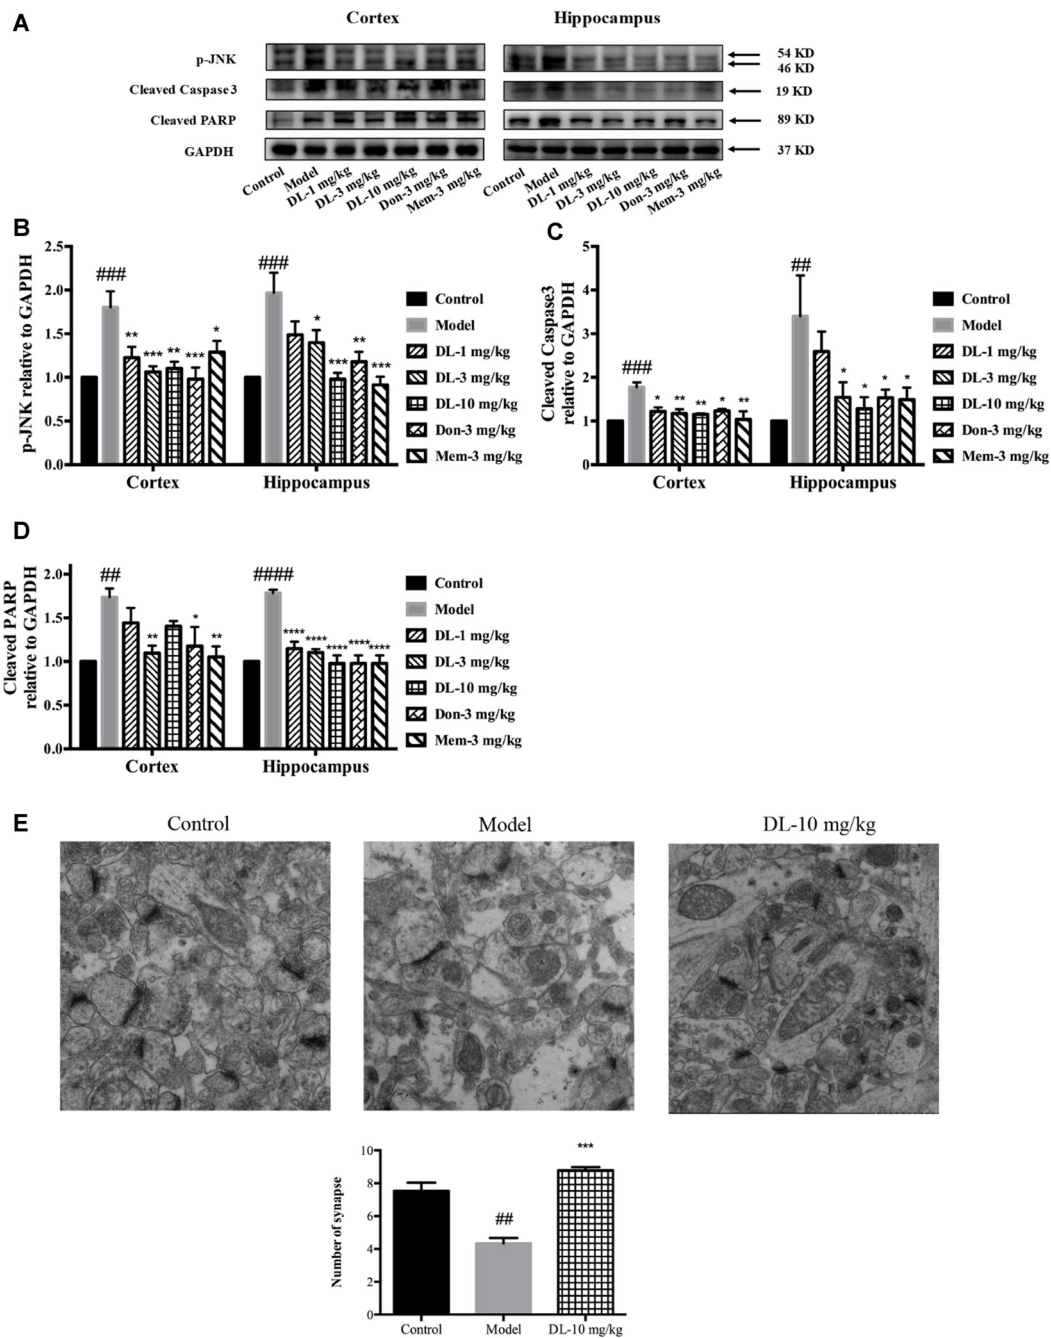 A
Cortex
Hippocampus
p-JNK
54 KD
46 KD
Cleaved Caspase3
19 KD
Cleaved PARP
89 KD
GAPDH
37 KD
Control
Model
DL-1 mg/kg
DL-3 mg/kg
DL-10 mg/kg
Don-3 mg/kg
Mem-3 mg/kg
Control
Model
DL-1 mg/kg
DL-3 mg/kg
DL-10 mg/kg
Don-3 mg/kg
Mem-3 mg/kg
B
p-JNK relative to GAPDH
2.5
2.0
1.5
1.0
0.5
0.0
###
**
***
**
***
*
###
*
***
**
***
Cortex
Hippocampus
Control
Model
DL-1 mg/kg
DL-3 mg/kg
DL-10 mg/kg
Don-3 mg/kg
Mem-3 mg/kg
C
Cleaved Caspase3
relative to GAPDH
5
4
3
2
1
0
###
*
**
**
*
**
##
*
*
*
*
Cortex
Hippocampus
Control
Model
DL-1 mg/kg
DL-3 mg/kg
DL-10 mg/kg
Don-3 mg/kg
Mem-3 mg/kg
D
Cleaved PARP
relative to GAPDH
2.0
1.5
1.0
0.5
0.0
##
**
*
**
####
****
****
****
****
****
Cortex
Hippocampus
Control
Model
DL-1 mg/kg
DL-3 mg/kg
DL-10 mg/kg
Don-3 mg/kg
Mem-3 mg/kg
E
Control
Model
DL-10 mg/kg
Number of synapse
10
8
6
4
2
0
##
***
Control
Model
DL-10 mg/kg